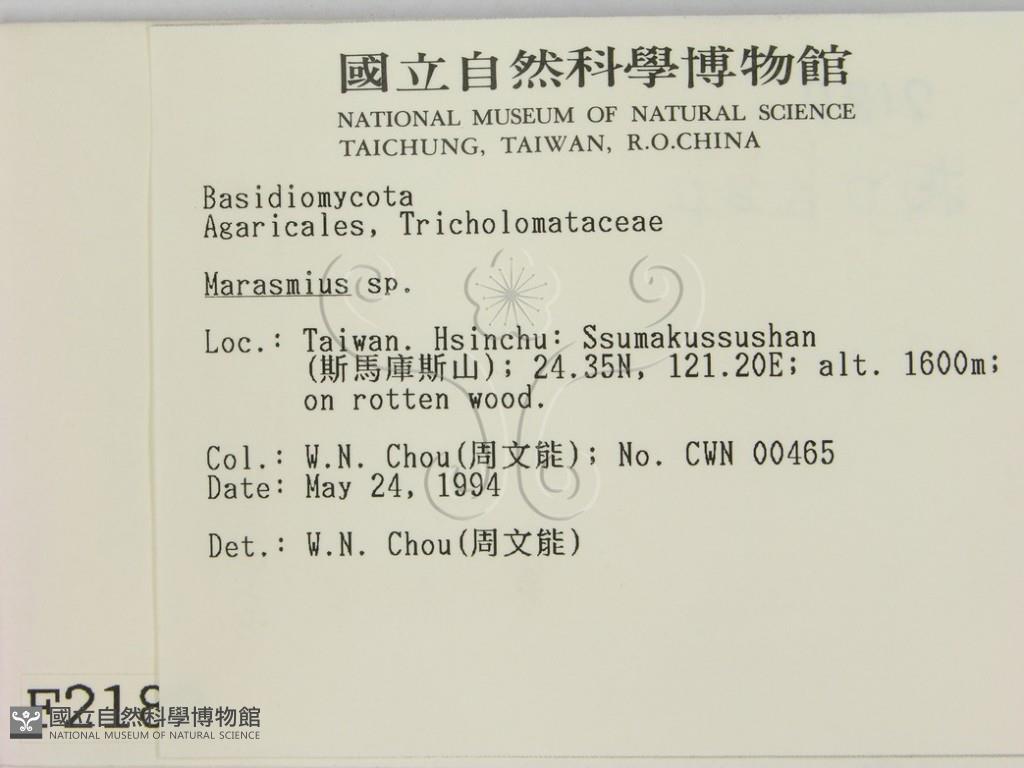 國立自然科學博物館
NATIONAL MUSEUM OF NATURAL SCIENCE
TAICHUNG, TAIWAN, R.O.CHINA
Basidiomycota
Agaricales, Tricholomataceae
Marasmius sp.
Loc.: Taiwan. Hsinchu: Ssumakussushan
(斯馬庫斯山); 24.35N, 121.20E; alt. 1600m;
on rotten wood.
Col.: W.N. Chou(周文能); No. CWN 00465
Date: May 24, 1994
Det.: W.N. Chou(周文能)
F218
國立自然科學博物館
NATIONAL MUSEUM OF NATURAL SCIENCE